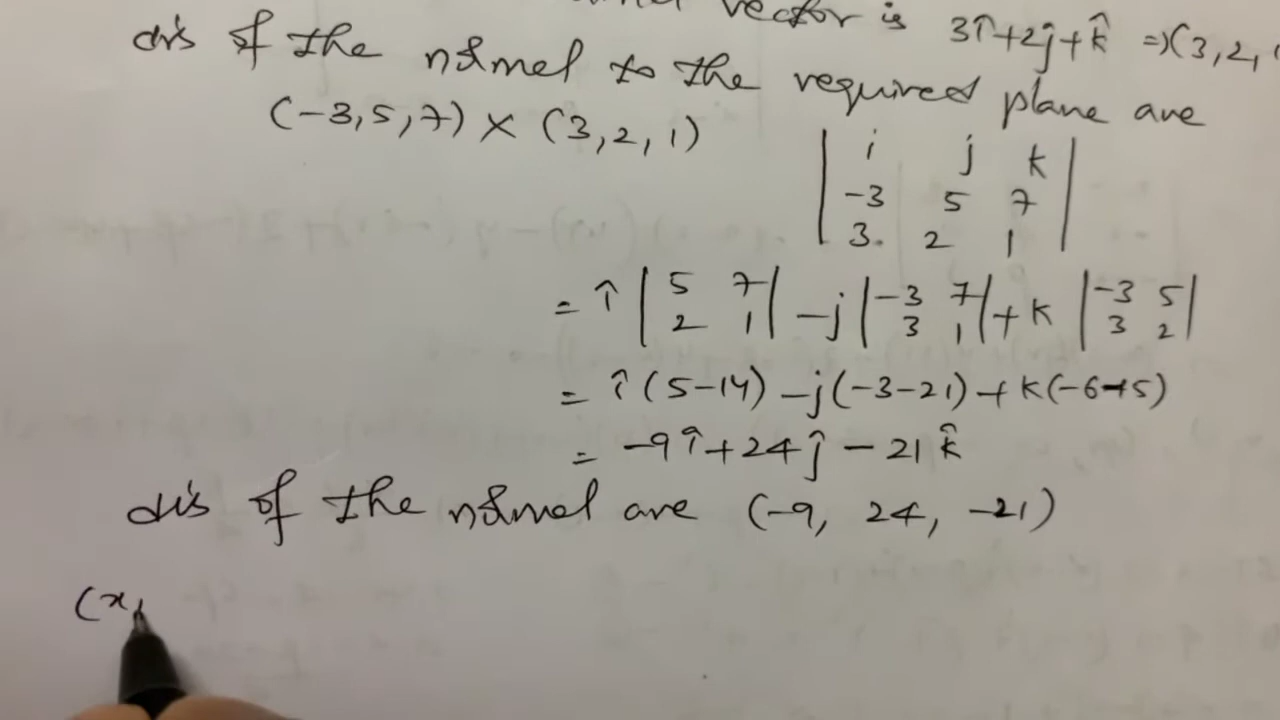 vector is 3î+2ĵ+k̂ ⇒(3,2,
dr's of the normal to the required plane are
(-3,5,7) × (3,2,1)
| i j k |
| -3 5 7 |
| 3. 2 1 |
= î | 5 7 | - j | -3 7 | + k | -3 5 |
| 2 1 | | 3 1 | | 3 2 |
= î(5-14) - j(-3-21) + k(-6-15)
= -9î + 24ĵ - 21k̂
dr's of the normal are (-9, 24, -21)
(x,